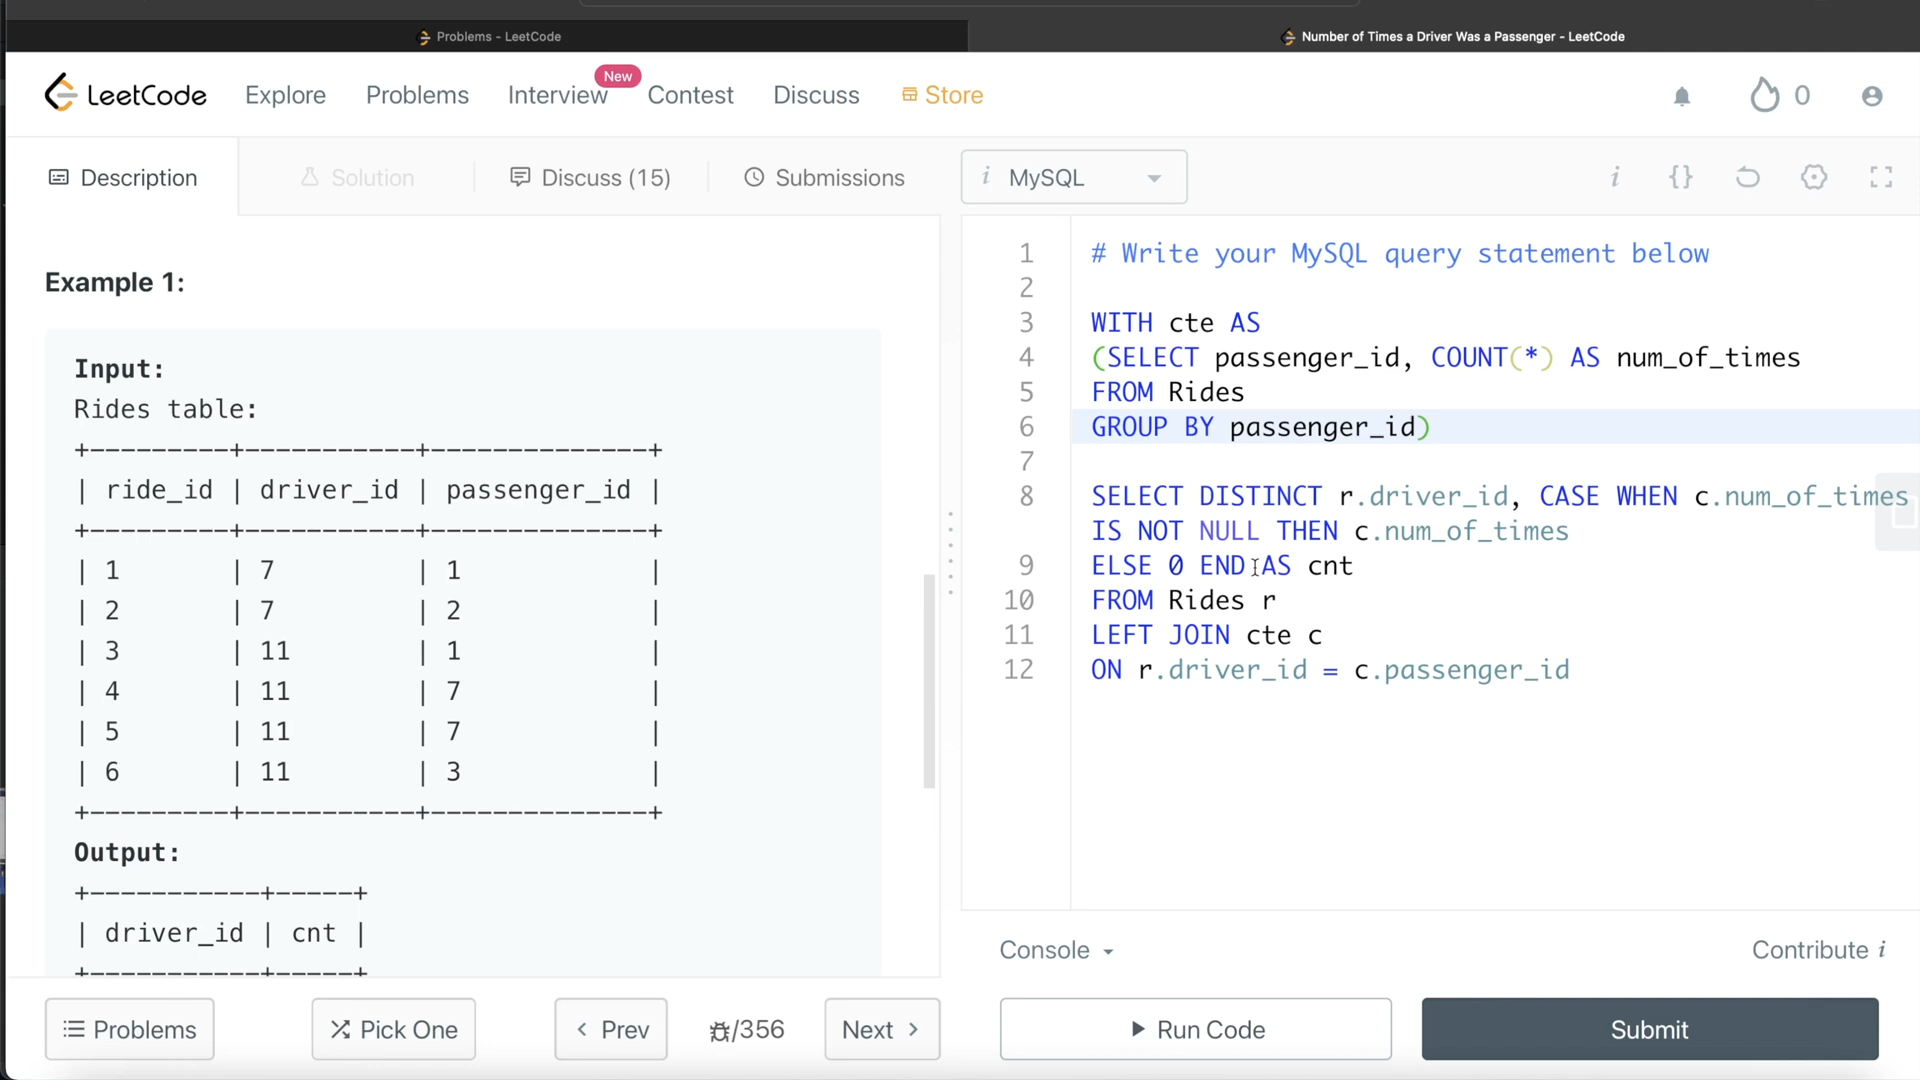 Problems - LeetCode
Number of Times a Driver Was a Passenger - LeetCode
LeetCode
Explore
Problems
Interview
New
Contest
Discuss
Store
0
Description
Solution
Discuss (15)
Submissions
i MySQL
i {}
Example 1:
Input:
Rides table:
+---------+-----------+--------------+
| ride_id | driver_id | passenger_id |
+---------+-----------+--------------+
| 1       | 7         | 1            |
| 2       | 7         | 2            |
| 3       | 11        | 1            |
| 4       | 11        | 7            |
| 5       | 11        | 7            |
| 6       | 11        | 3            |
+---------+-----------+--------------+
Output:
+-----------+-----+
| driver_id | cnt |
+-----------+-----+
1 # Write your MySQL query statement below
2
3 WITH cte AS
4 (SELECT passenger_id, COUNT(*) AS num_of_times
5 FROM Rides
6 GROUP BY passenger_id)
7
8 SELECT DISTINCT r.driver_id, CASE WHEN c.num_of_times
IS NOT NULL THEN c.num_of_times
9 ELSE 0 END AS cnt
10 FROM Rides r
11 LEFT JOIN cte c
12 ON r.driver_id = c.passenger_id
Console
Contribute i
Problems
Pick One
Prev
/356
Next
Run Code
Submit